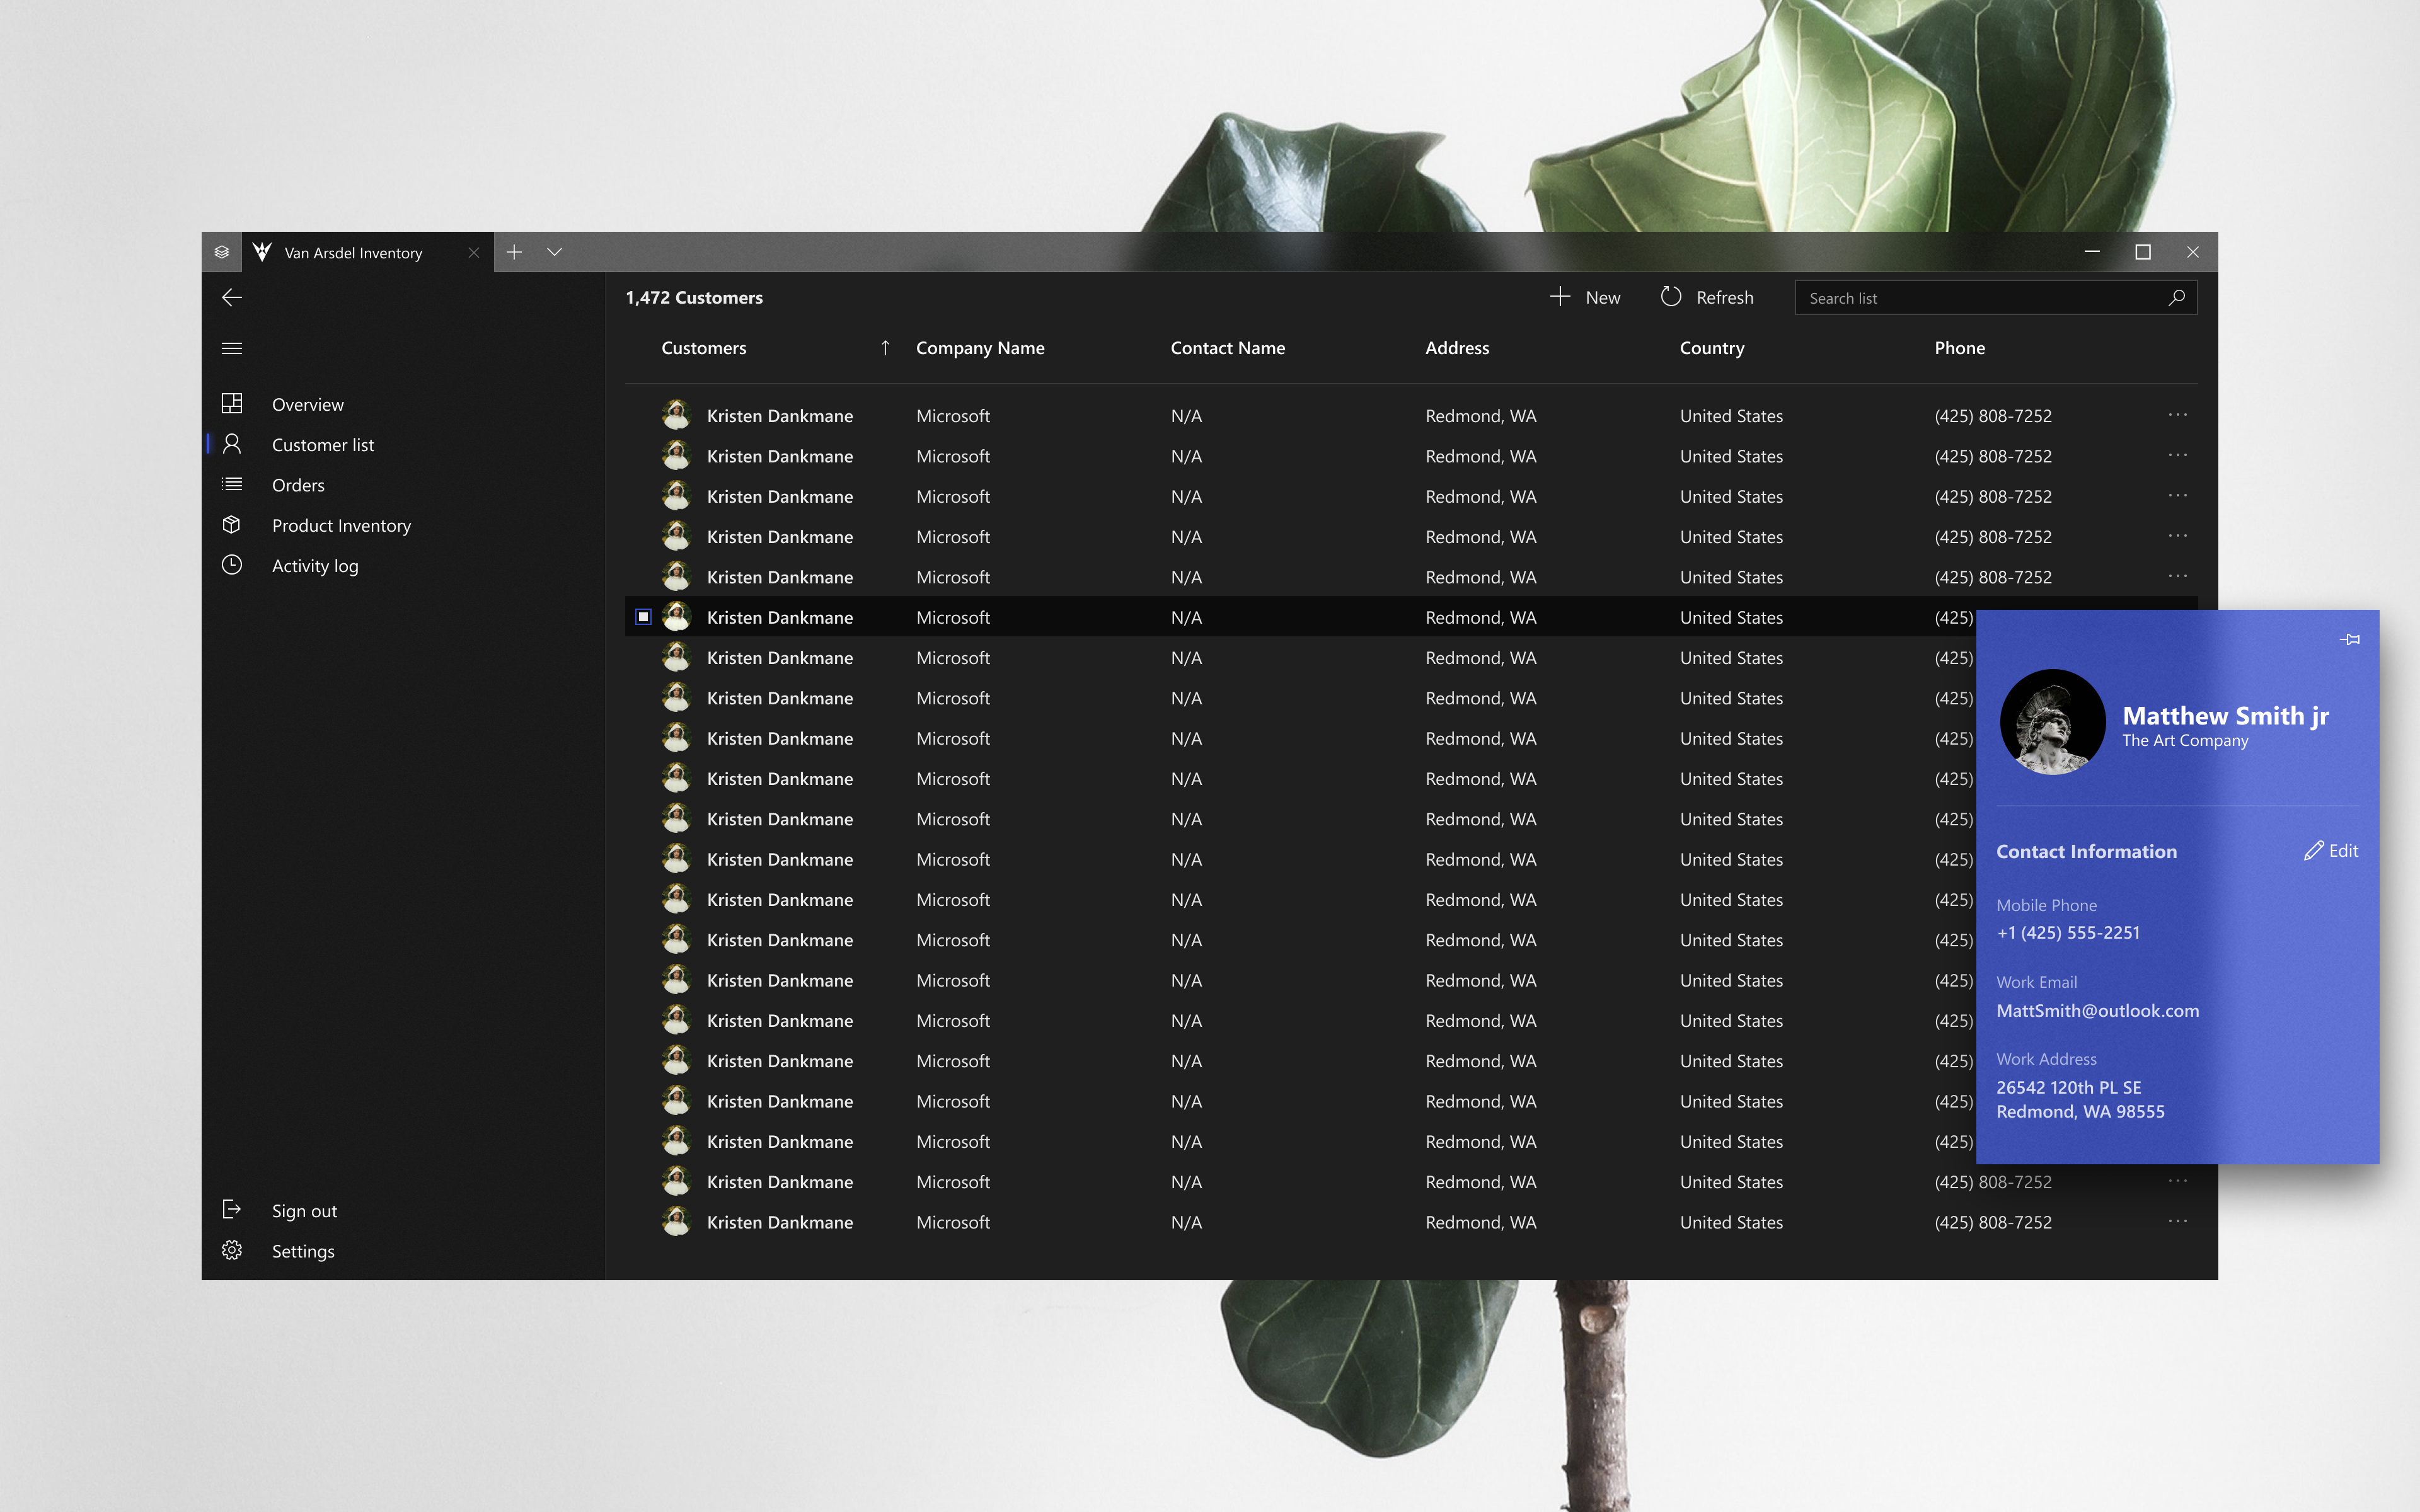 Van Arsdel Inventory
1,472 Customers
New
Refresh
Search list
Overview
Customer list
Orders
Product Inventory
Activity log
Sign out
Settings
Customers Company Name Contact Name Address Country Phone
Kristen Dankmane Microsoft N/A Redmond, WA United States (425) 808-7252 ...
Kristen Dankmane Microsoft N/A Redmond, WA United States (425) 808-7252 ...
Kristen Dankmane Microsoft N/A Redmond, WA United States (425) 808-7252 ...
Kristen Dankmane Microsoft N/A Redmond, WA United States (425) 808-7252 ...
Kristen Dankmane Microsoft N/A Redmond, WA United States (425) 808-7252 ...
Kristen Dankmane Microsoft N/A Redmond, WA United States (425)
Kristen Dankmane Microsoft N/A Redmond, WA United States (425)
Kristen Dankmane Microsoft N/A Redmond, WA United States (425)
Kristen Dankmane Microsoft N/A Redmond, WA United States (425)
Kristen Dankmane Microsoft N/A Redmond, WA United States (425)
Kristen Dankmane Microsoft N/A Redmond, WA United States (425)
Kristen Dankmane Microsoft N/A Redmond, WA United States (425)
Kristen Dankmane Microsoft N/A Redmond, WA United States (425)
Kristen Dankmane Microsoft N/A Redmond, WA United States (425)
Kristen Dankmane Microsoft N/A Redmond, WA United States (425)
Kristen Dankmane Microsoft N/A Redmond, WA United States (425)
Kristen Dankmane Microsoft N/A Redmond, WA United States (425)
Kristen Dankmane Microsoft N/A Redmond, WA United States (425)
Kristen Dankmane Microsoft N/A Redmond, WA United States (425)
Kristen Dankmane Microsoft N/A Redmond, WA United States (425) 808-7252 ...
Kristen Dankmane Microsoft N/A Redmond, WA United States (425) 808-7252 ...
Matthew Smith jr
The Art Company
Contact Information
Edit
Mobile Phone
+1 (425) 555-2251
Work Email
MattSmith@outlook.com
Work Address
26542 120th PL SE
Redmond, WA 98555